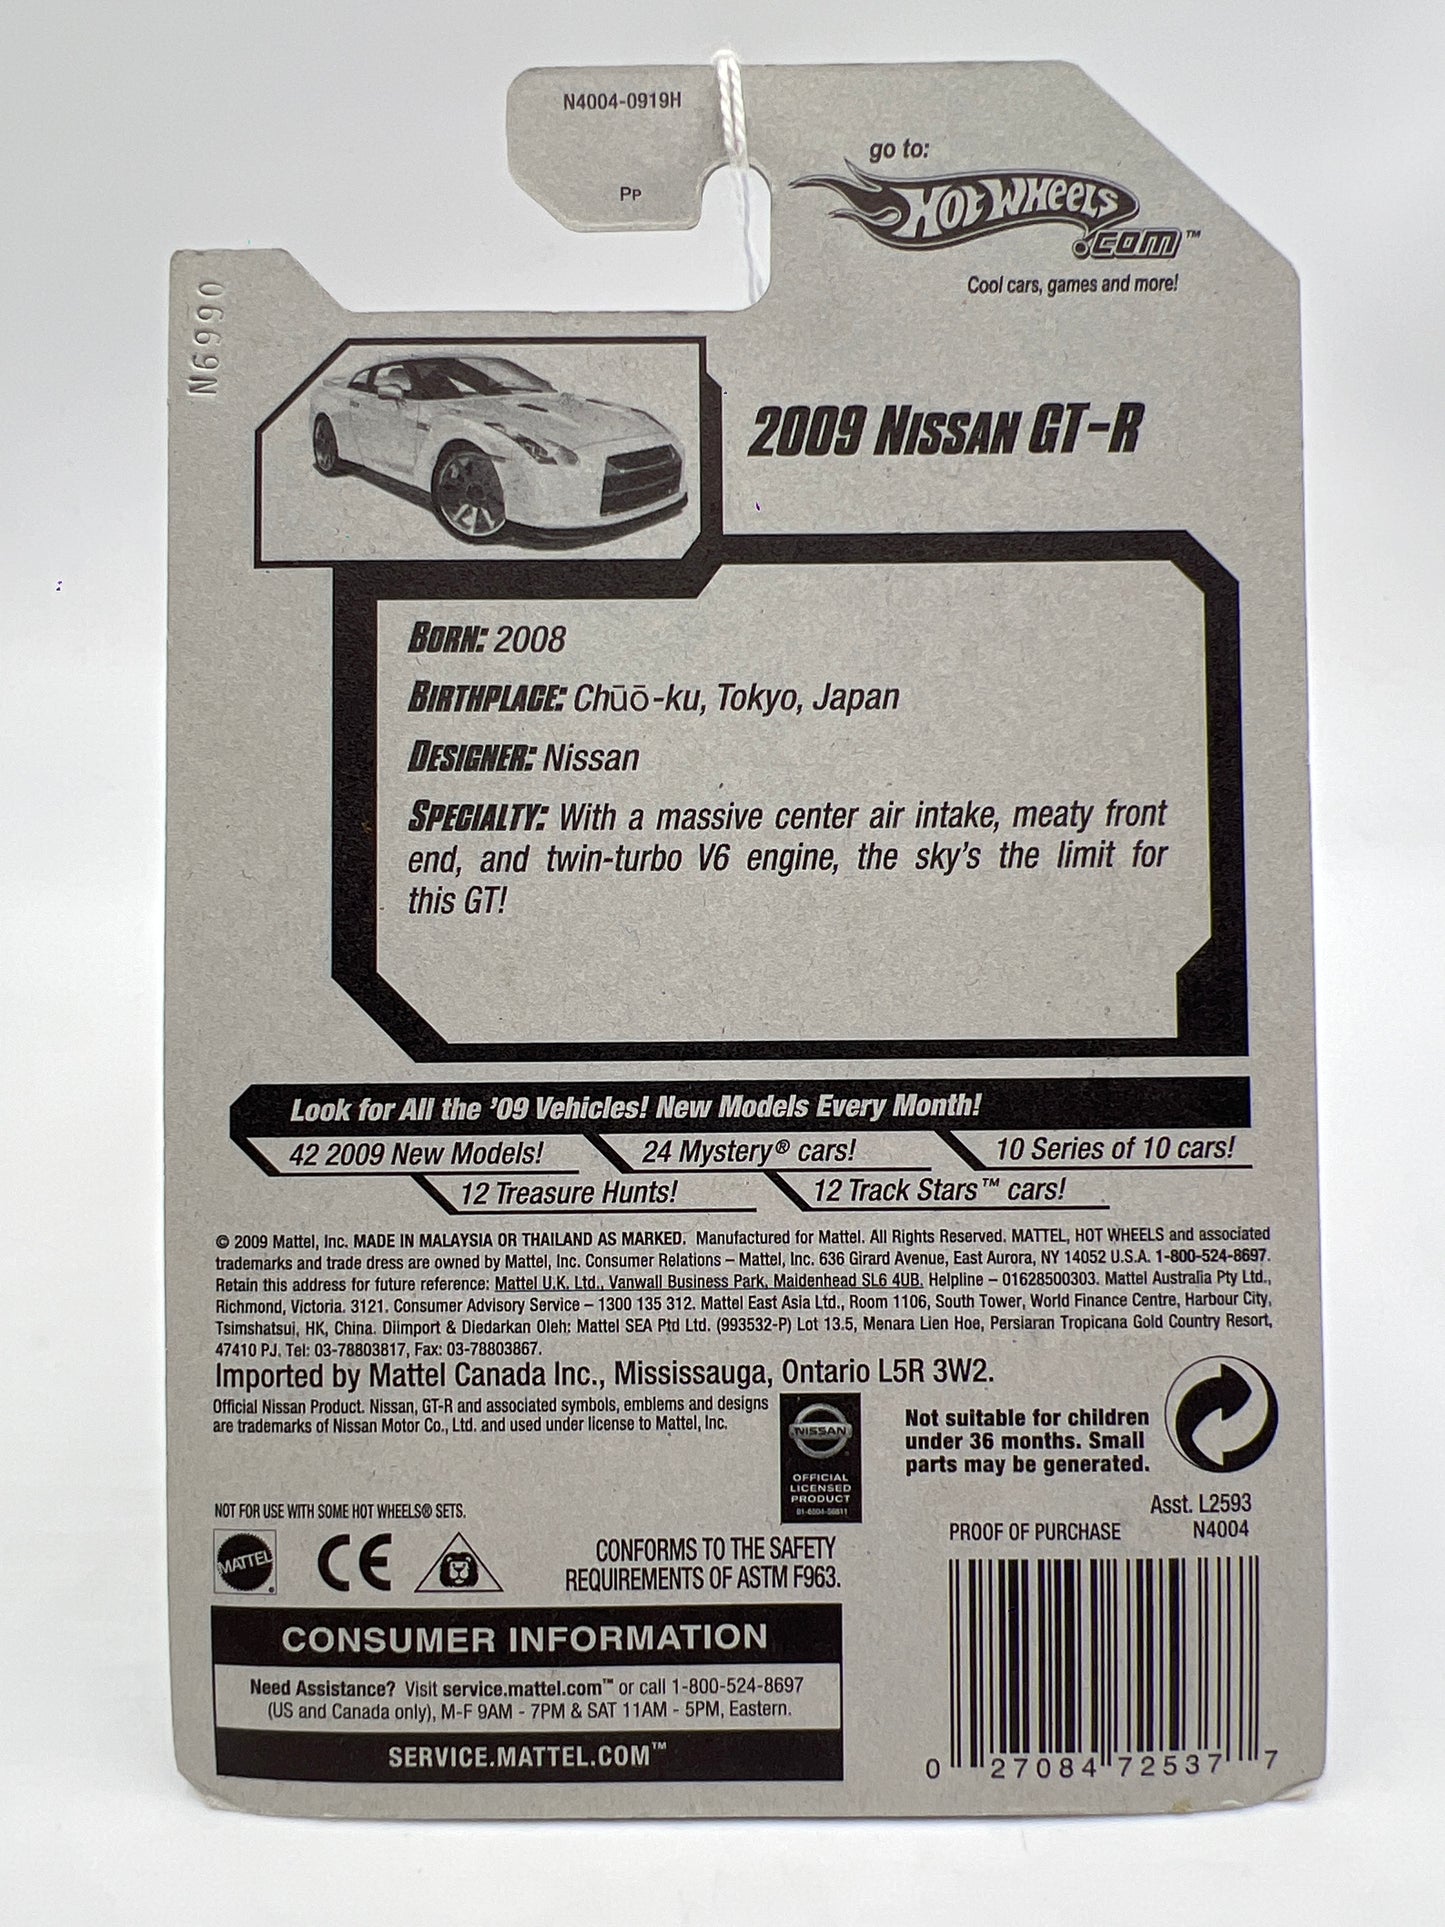 N4004-0919H
Pp
go to:
HOT WHEELS
.COM™
Cool cars, games and more!
N6990
2009 NISSAN GT-R
BORN: 2008
BIRTHPLACE: Chūō-ku, Tokyo, Japan
DESIGNER: Nissan
SPECIALTY: With a massive center air intake, meaty front
end, and twin-turbo V6 engine, the sky's the limit for
this GT!
Look for All the '09 Vehicles! New Models Every Month!
42 2009 New Models!
24 Mystery® cars!
10 Series of 10 cars!
12 Treasure Hunts!
12 Track Stars™ cars!
© 2009 Mattel, Inc. MADE IN MALAYSIA OR THAILAND AS MARKED. Manufactured for Mattel. All Rights Reserved. MATTEL, HOT WHEELS and associated
trademarks and trade dress are owned by Mattel, Inc. Consumer Relations – Mattel, Inc. 636 Girard Avenue, East Aurora, NY 14052 U.S.A. 1-800-524-8697.
Retain this address for future reference: Mattel U.K. Ltd., Vanwall Business Park, Maidenhead SL6 4UB. Helpline – 01628500303. Mattel Australia Pty Ltd.,
Richmond, Victoria. 3121. Consumer Advisory Service – 1300 135 312. Mattel East Asia Ltd., Room 1106, South Tower, World Finance Centre, Harbour City,
Tsimshatsui, HK, China. Diimport & Diedarkan Oleh: Mattel SEA Ptd Ltd. (993532-P) Lot 13.5, Menara Lien Hoe, Persiaran Tropicana Gold Country Resort,
47410 PJ. Tel: 03-78803817, Fax: 03-78803867.
Imported by Mattel Canada Inc., Mississauga, Ontario L5R 3W2.
Official Nissan Product. Nissan, GT-R and associated symbols, emblems and designs
are trademarks of Nissan Motor Co., Ltd. and used under license to Mattel, Inc.
NISSAN
OFFICIAL
LICENSED
PRODUCT
Not suitable for children
under 36 months. Small
parts may be generated.
NOT FOR USE WITH SOME HOT WHEELS® SETS.
Asst. L2593
PROOF OF PURCHASE
N4004
MATTEL
CE
CONFORMS TO THE SAFETY
REQUIREMENTS OF ASTM F963.
CONSUMER INFORMATION
Need Assistance? Visit service.mattel.com™ or call 1-800-524-8697
(US and Canada only), M-F 9AM - 7PM & SAT 11AM - 5PM, Eastern.
SERVICE.MATTEL.COM™
0 27084 72537 7